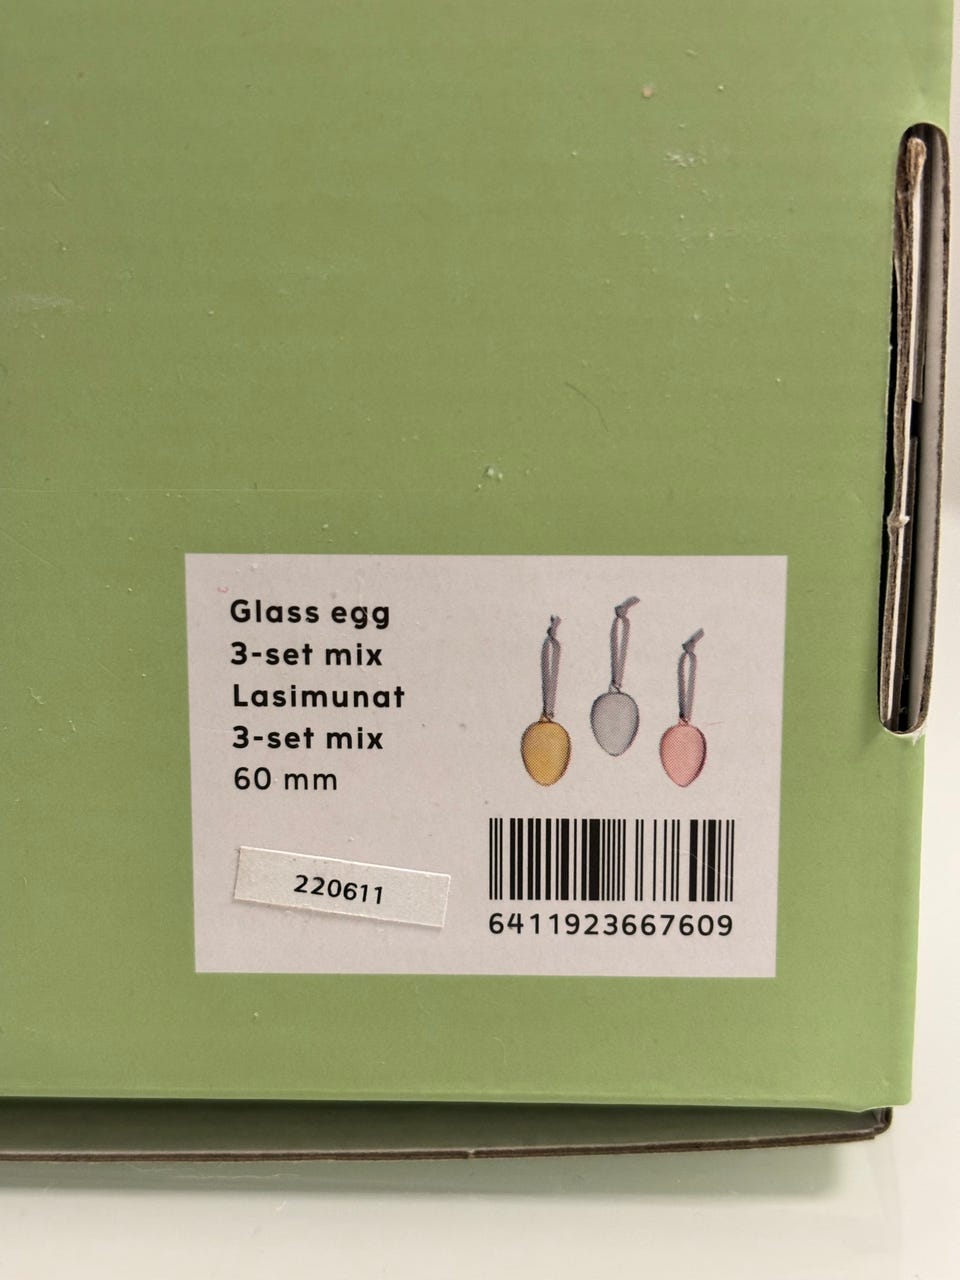 Glass egg
3-set mix
Lasimunat
3-set mix
60 mm
220611
6411923667609